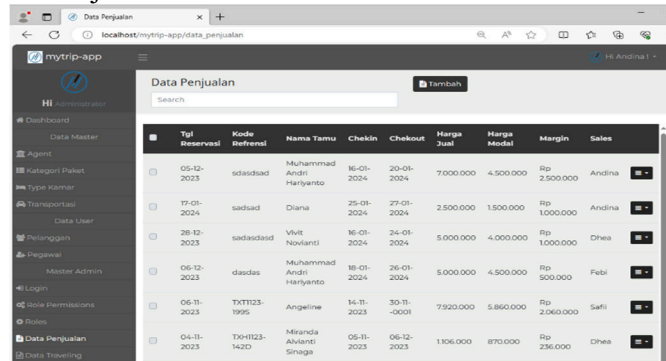 Data Penjualan
localhost/mytrip-app/data_penjualan
mytrip-app
Hi Andina !
Hi Administrator
Dashboard
Data Master
Agent
Kategori Paket
Type Kamar
Transportasi
Data User
Pelanggan
Pegawai
Master Admin
Login
Role Permissions
Roles
Data Penjualan
Data Traveling
Data Penjualan
Tambah
Search
Tgl Reservasi Kode Refrensi Nama Tamu Chekin Chekout Harga Jual Harga Modal Margin Sales
05-12-2023 sdasdsad Muhammad Andri Hariyanto 16-01-2024 20-01-2024 7.000.000 4.500.000 Rp 2.500.000 Andina
17-01-2024 sadsad Diana 25-01-2024 27-01-2024 2.500.000 1.500.000 Rp 1.000.000 Andina
28-12-2023 sadasdasd Vivit Novianti 16-01-2024 24-01-2024 5.000.000 4.000.000 Rp 1.000.000 Dhea
06-12-2023 dasdas Muhammad Andri Hariyanto 18-01-2024 26-01-2024 5.000.000 4.500.000 Rp 500.000 Febi
06-11-2023 TXT1123-199S Angeline 14-11-2023 30-11--0001 7.920.000 5.860.000 Rp 2.060.000 Safii
04-11-2023 TXH1123-142D Miranda Alvianti Sinaga 05-11-2023 06-12-2023 1.106.000 870.000 Rp 236.000 Dhea